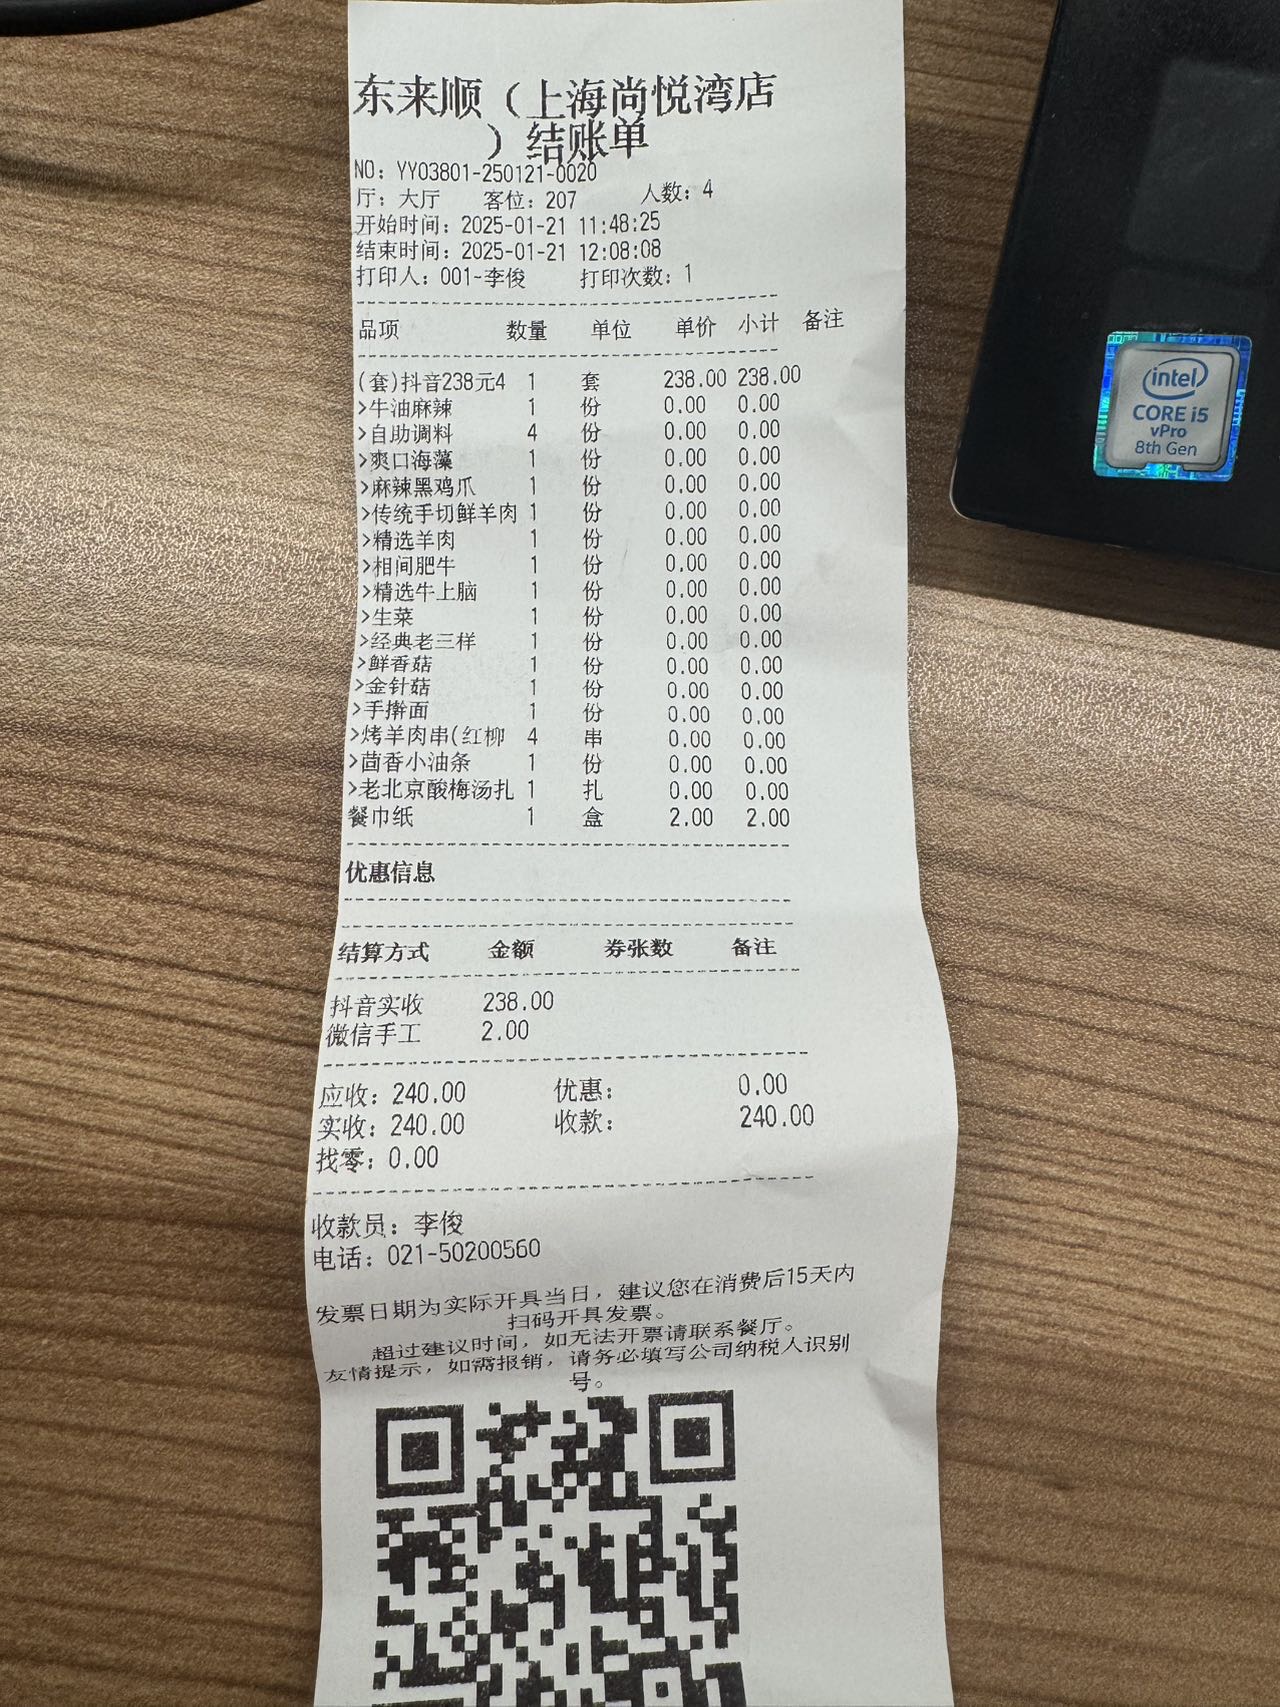 东来顺（上海尚悦湾店
）结账单
NO: YY03801-250121-0020
厅: 大厅 客位: 207 人数: 4
开始时间: 2025-01-21 11:48:25
结束时间: 2025-01-21 12:08:08
打印人: 001-李俊 打印次数: 1
品项 数量 单位 单价 小计 备注
(套)抖音238元4 1 套 238.00 238.00
>牛油麻辣 1 份 0.00 0.00
>自助调料 4 份 0.00 0.00
>爽口海藻 1 份 0.00 0.00
>麻辣黑鸡爪 1 份 0.00 0.00
>传统手切鲜羊肉 1 份 0.00 0.00
>精选羊肉 1 份 0.00 0.00
>相间肥牛 1 份 0.00 0.00
>精选牛上脑 1 份 0.00 0.00
>生菜 1 份 0.00 0.00
>经典老三样 1 份 0.00 0.00
>鲜香菇 1 份 0.00 0.00
>金针菇 1 份 0.00 0.00
>手擀面 1 份 0.00 0.00
>烤羊肉串(红柳 4 串 0.00 0.00
>茴香小油条 1 份 0.00 0.00
>老北京酸梅汤扎 1 扎 0.00 0.00
餐巾纸 1 盒 2.00 2.00
优惠信息
结算方式 金额 券张数 备注
抖音实收 238.00
微信手工 2.00
应收: 240.00 优惠: 0.00
实收: 240.00 收款: 240.00
找零: 0.00
收款员: 李俊
电话: 021-50200560
发票日期为实际开具当日，建议您在消费后15天内
扫码开具发票。
超过建议时间，如无法开票请联系餐厅。
友情提示，如需报销，请务必填写公司纳税人识别
号。
intel
CORE i5
vPro
8th Gen